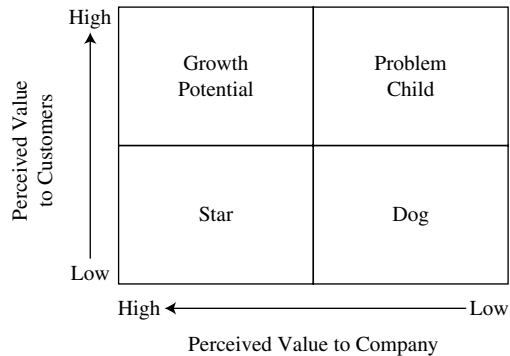 High
Perceived Value
to Customers
Low
Growth
Potential
Problem
Child
Star
Dog
High
Low
Perceived Value to Company